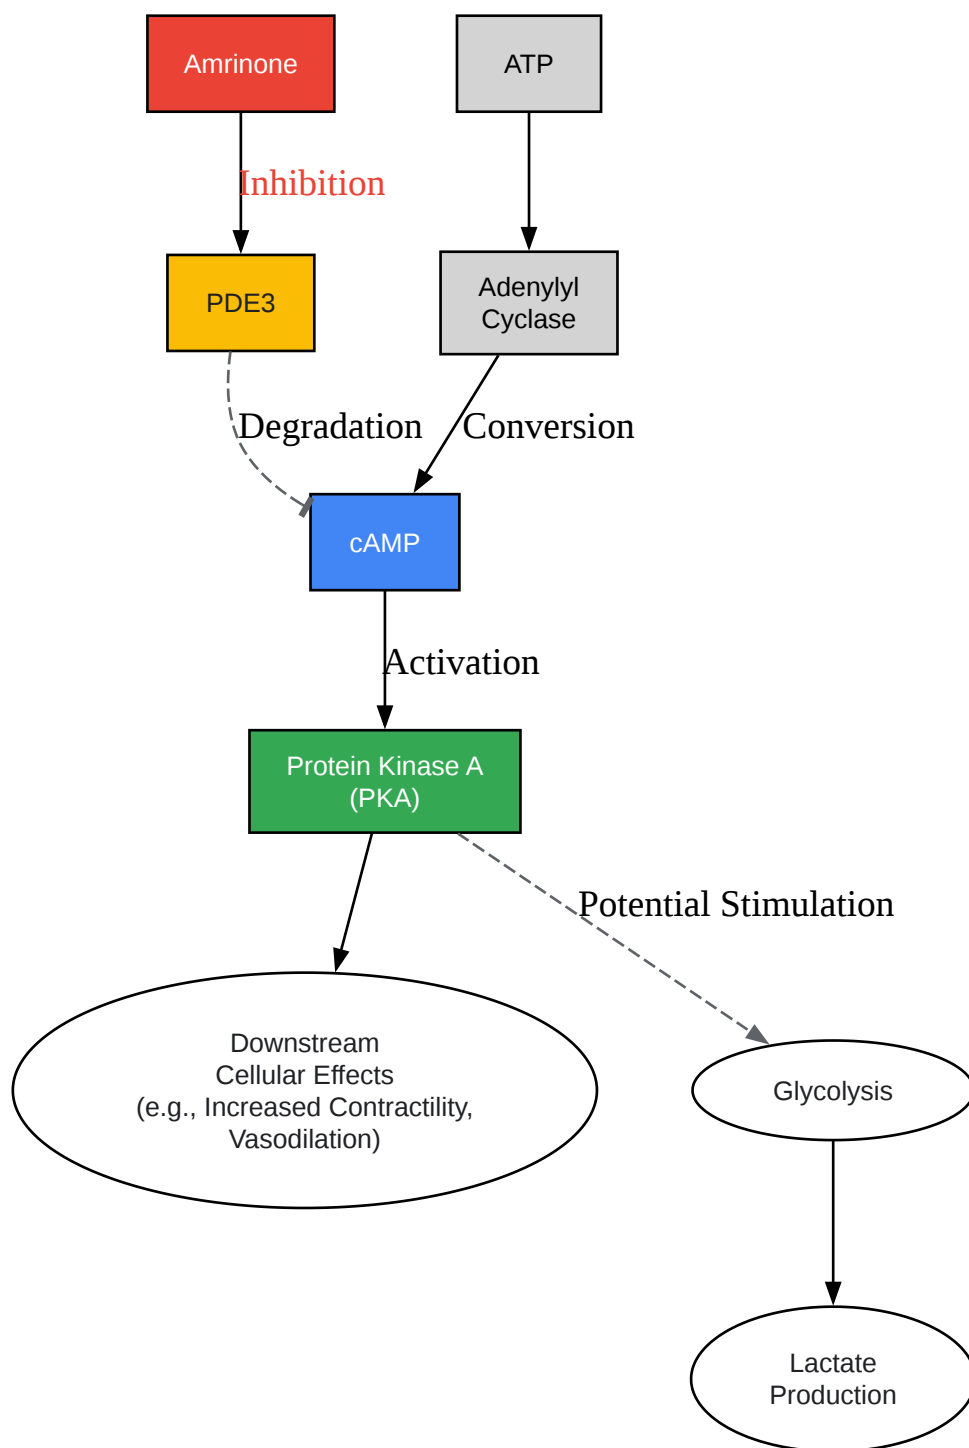 Amrinone
ATP
Inhibition
PDE3
Adenylyl
Cyclase
Degradation
Conversion
cAMP
Activation
Protein Kinase A
(PKA)
Potential Stimulation
Downstream
Cellular Effects
(e.g., Increased Contractility,
Vasodilation)
Glycolysis
Lactate
Production